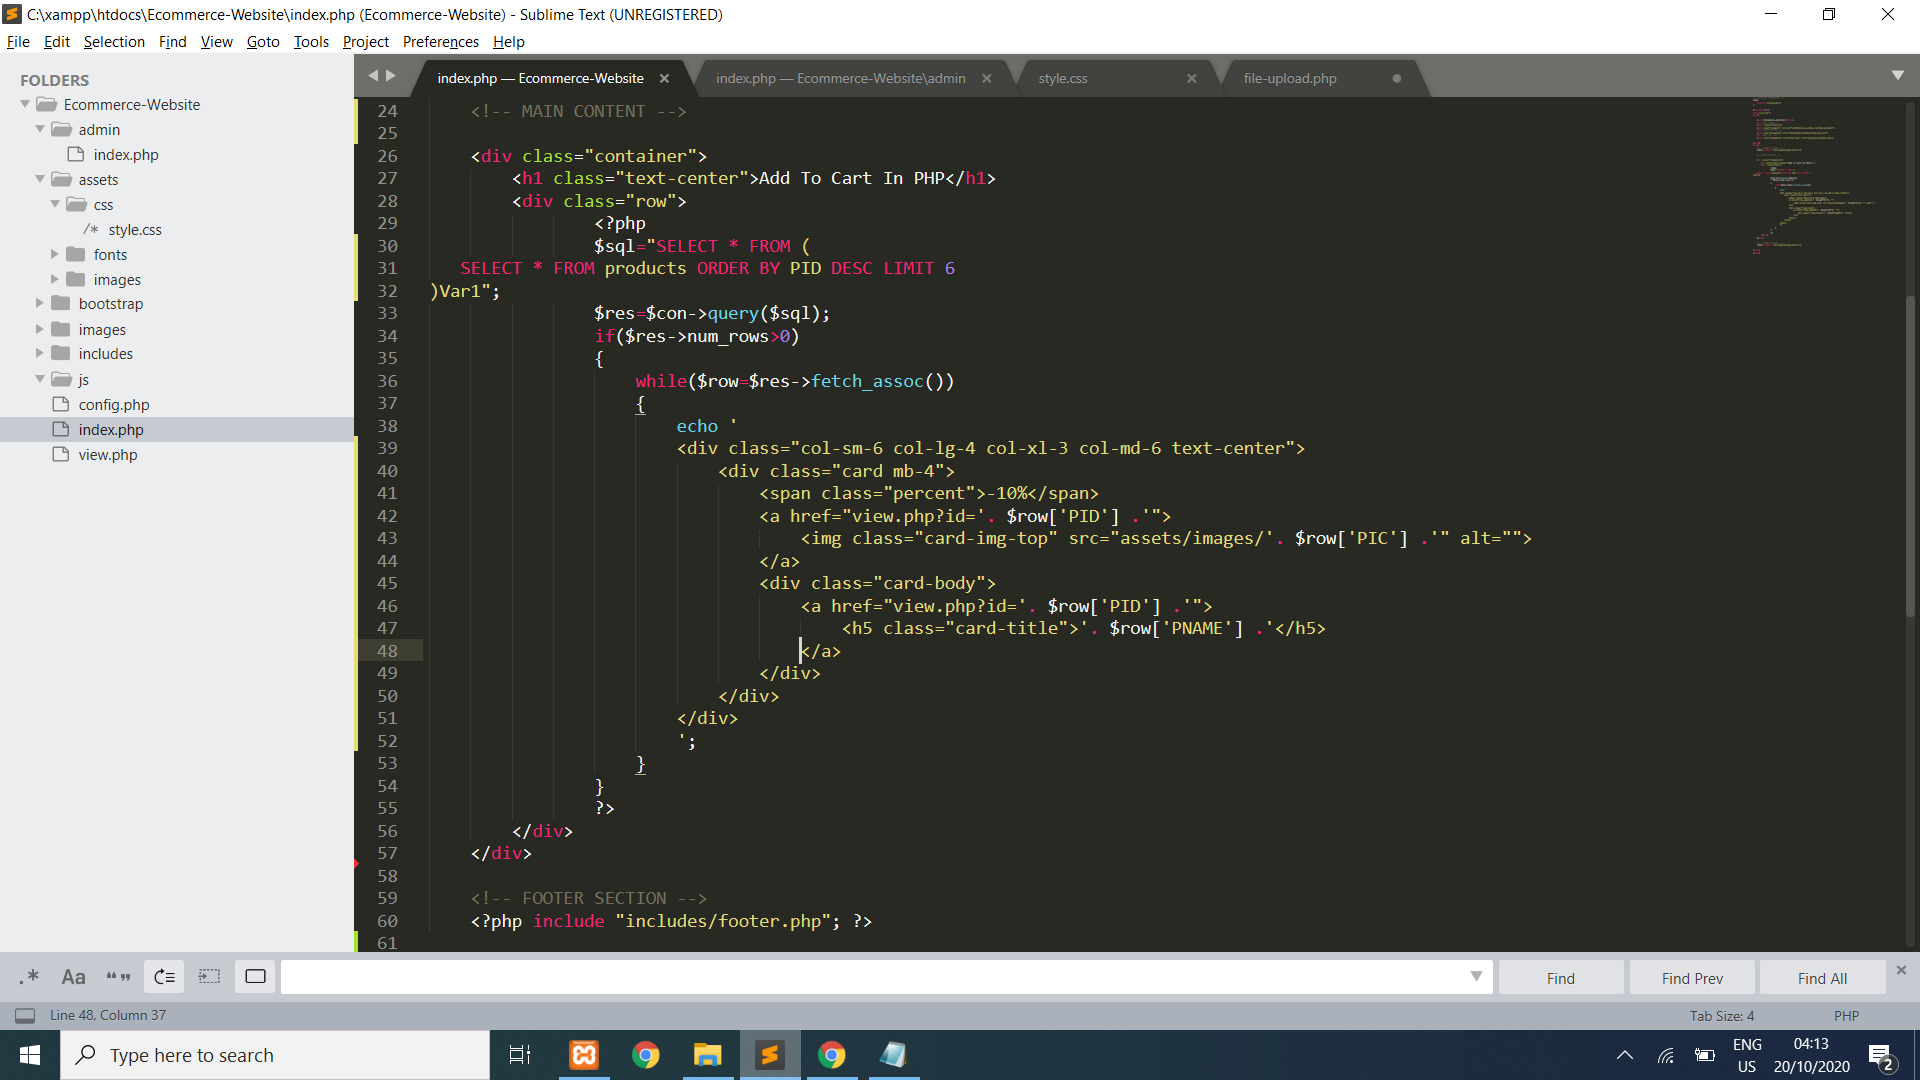 C:\xampp\htdocs\Ecommerce-Website\index.php (Ecommerce-Website) - Sublime Text (UNREGISTERED)
File Edit Selection Find View Goto Tools Project Preferences Help
FOLDERS
Ecommerce-Website
admin
index.php
assets
css
/* style.css
fonts
images
bootstrap
images
includes
js
config.php
index.php
view.php
index.php — Ecommerce-Website index.php — Ecommerce-Website\admin style.css file-upload.php
24 <!-- MAIN CONTENT -->
25
26 <div class="container">
27 <h1 class="text-center">Add To Cart In PHP</h1>
28 <div class="row">
29 <?php
30 $sql="SELECT * FROM (
31 SELECT * FROM products ORDER BY PID DESC LIMIT 6
32 )Var1";
33 $res=$con->query($sql);
34 if($res->num_rows>0)
35 {
36 while($row=$res->fetch_assoc())
37 {
38 echo '
39 <div class="col-sm-6 col-lg-4 col-xl-3 col-md-6 text-center">
40 <div class="card mb-4">
41 <span class="percent">-10%</span>
42 <a href="view.php?id='. $row['PID'] .'">
43 <img class="card-img-top" src="assets/images/'. $row['PIC'] .'" alt="">
44 </a>
45 <div class="card-body">
46 <a href="view.php?id='. $row['PID'] .'">
47 <h5 class="card-title">'. $row['PNAME'] .'</h5>
48 </a>
49 </div>
50 </div>
51 </div>
52 ';
53 }
54 }
55 ?>
56 </div>
57 </div>
58
59 <!-- FOOTER SECTION -->
60 <?php include "includes/footer.php"; ?>
61
.* Aa “” Find Find Prev Find All
Line 48, Column 37 Tab Size: 4 PHP
Type here to search
ENG 04:13
US 20/10/2020 2